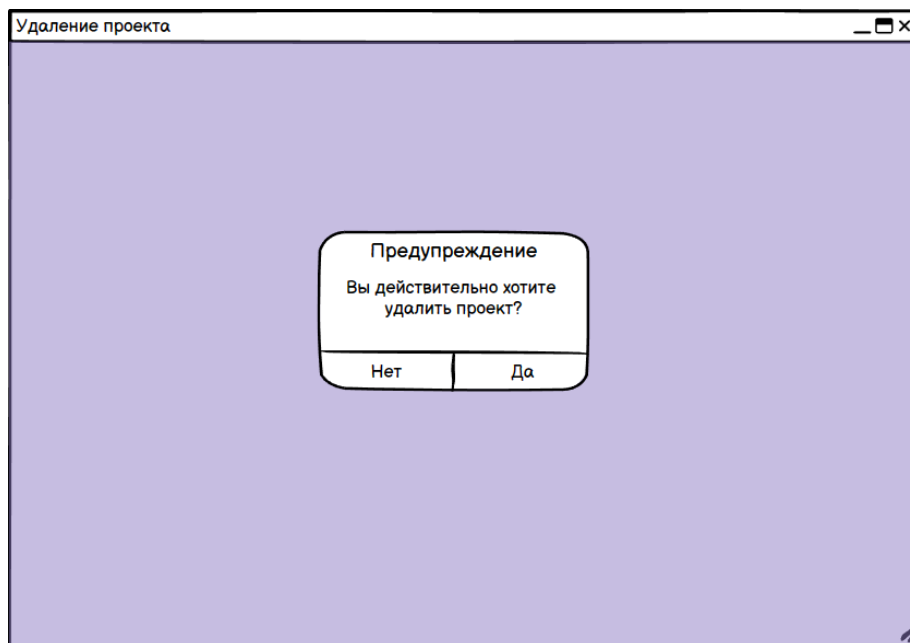 Удаление проекта
Предупреждение
Вы действительно хотите
удалить проект?
Нет
Да